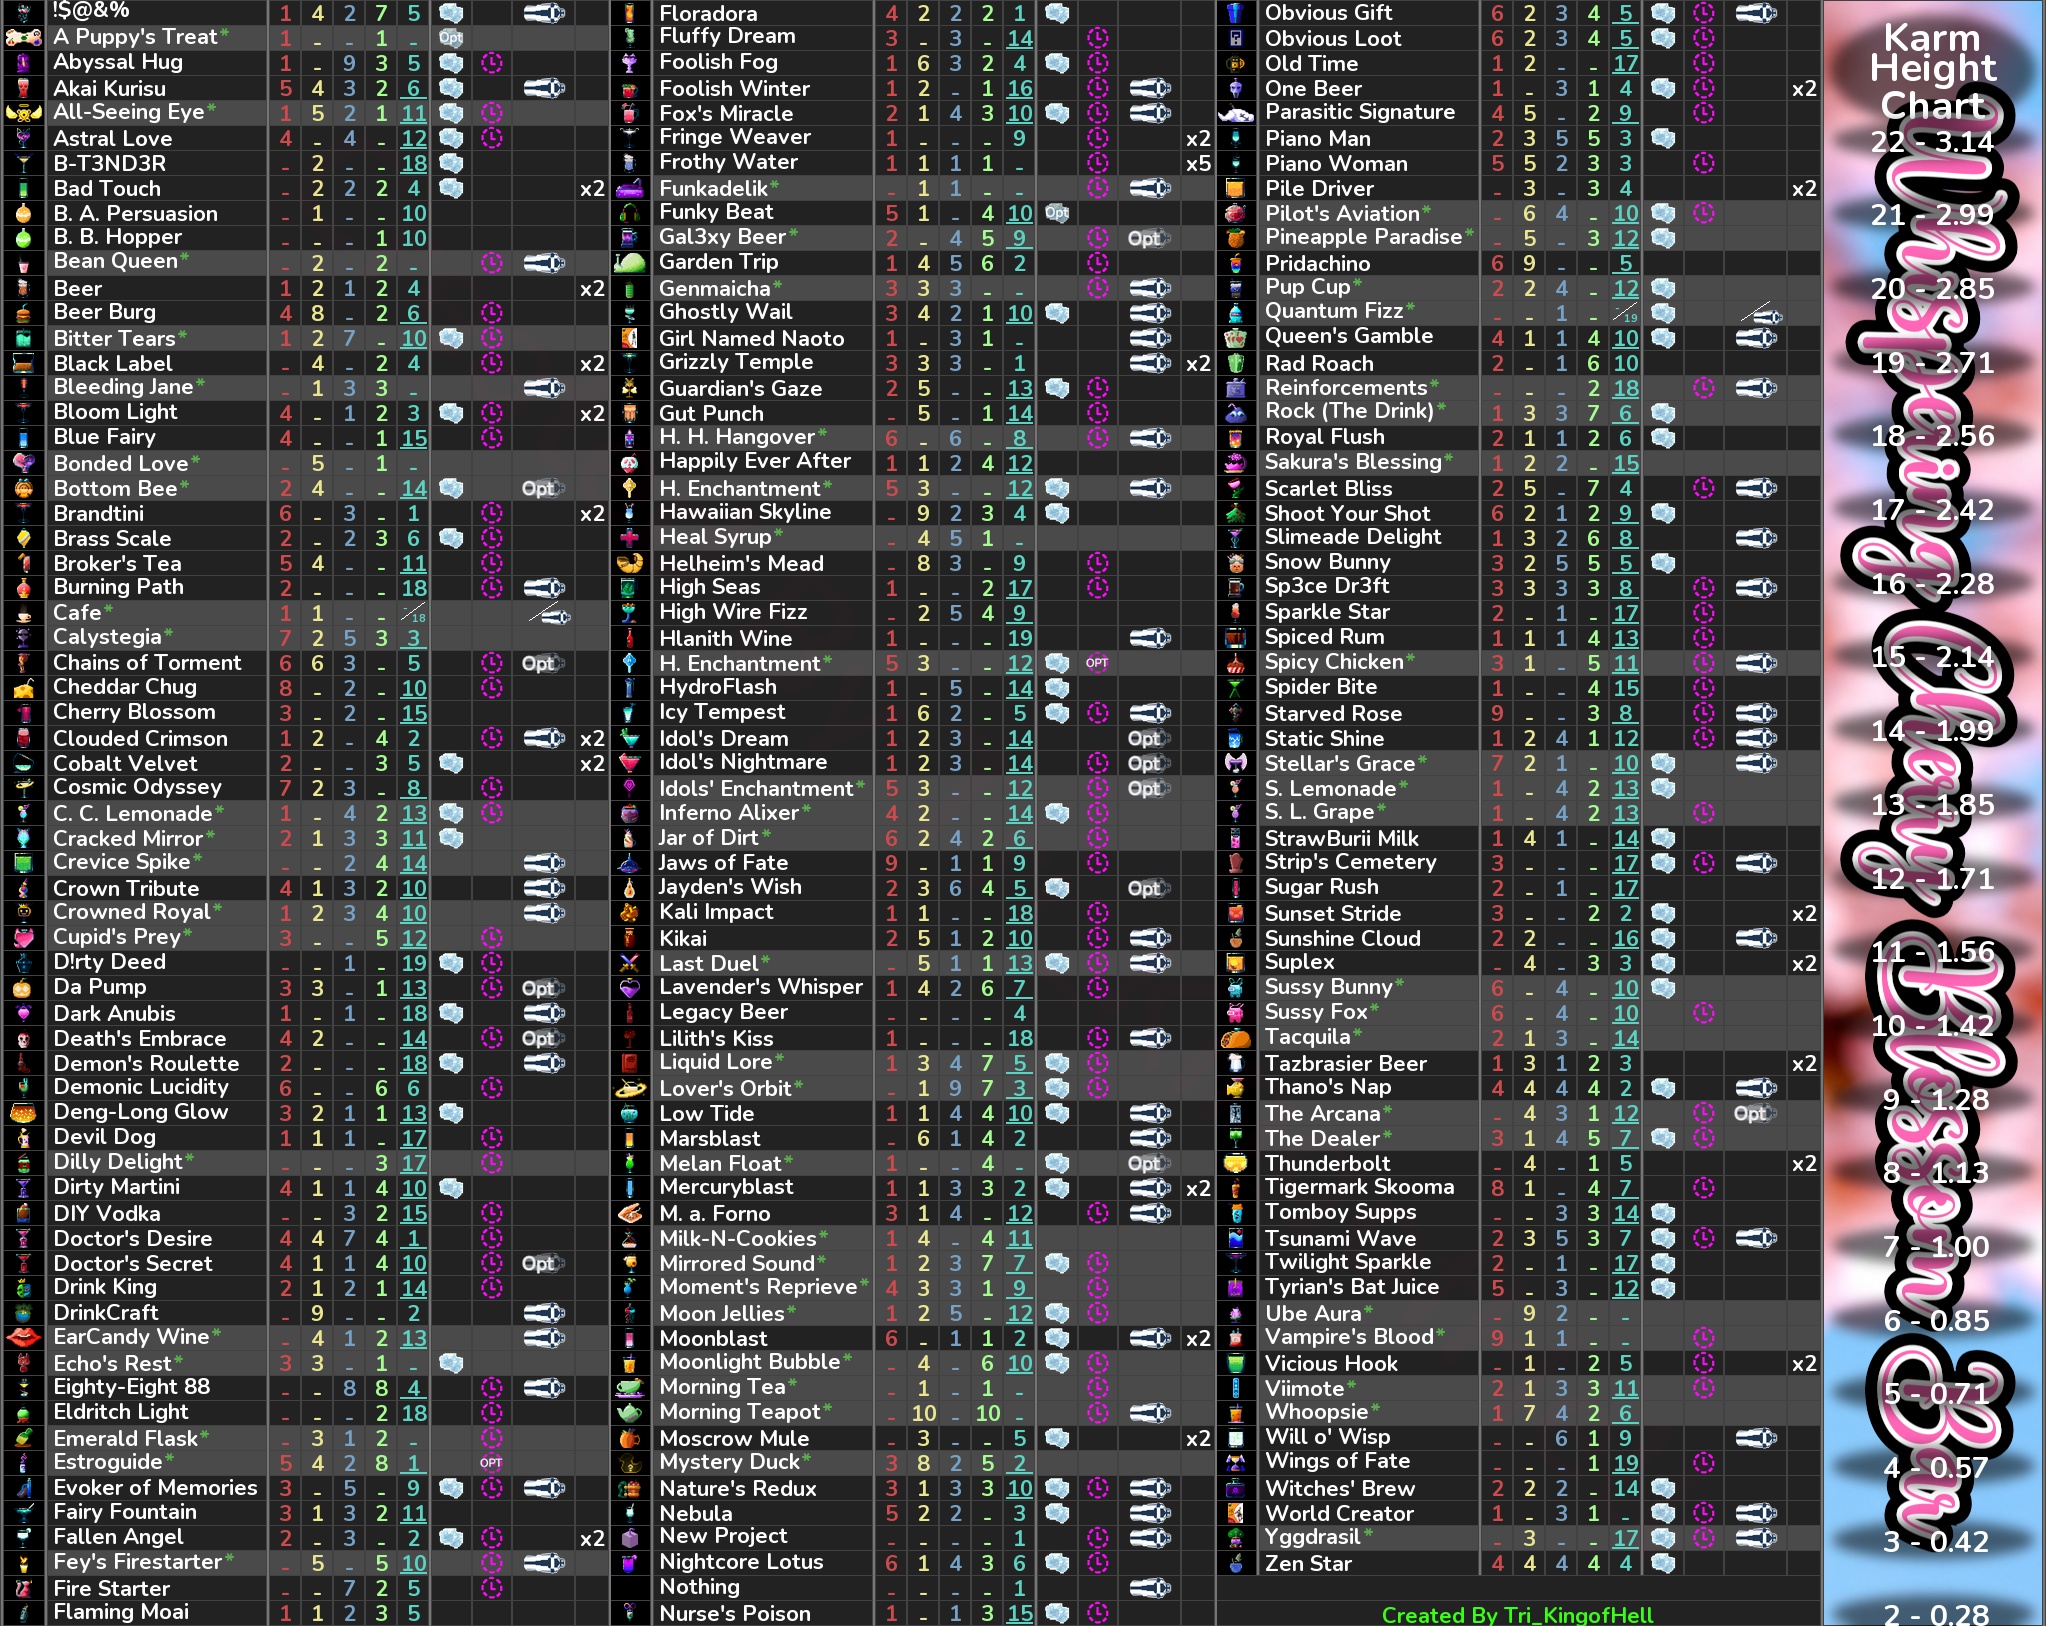 !$@&% 1 4 2 7 5
A Puppy's Treat* 1 - - 1 - Opt
Abyssal Hug 1 - 9 3 5
Akai Kurisu 5 4 3 2 6
All-Seeing Eye* 1 5 2 1 11
Astral Love 4 - 4 - 12
B-T3ND3R - 2 - - 18
Bad Touch - 2 2 2 4 x2
B. A. Persuasion - 1 - - 10
B. B. Hopper - - - 1 10
Bean Queen* - 2 - 2 -
Beer 1 2 1 2 4 x2
Beer Burg 4 8 - 2 6
Bitter Tears* 1 2 7 - 10
Black Label - 4 - 2 4 x2
Bleeding Jane* - 1 3 3 -
Bloom Light 4 - 1 2 3 x2
Blue Fairy 4 - - 1 15
Bonded Love* - 5 - 1 -
Bottom Bee* 2 4 - - 14 Opt
Brandtini 6 - 3 - 1 x2
Brass Scale 2 - 2 3 6
Broker's Tea 5 4 - - 11
Burning Path 2 - - - 18
Cafe* 1 1 - - -/18
Calystegia* 7 2 5 3 3
Chains of Torment 6 6 3 - 5 Opt
Cheddar Chug 8 - 2 - 10
Cherry Blossom 3 - 2 - 15
Clouded Crimson 1 2 - 4 2 x2
Cobalt Velvet 2 - - 3 5 x2
Cosmic Odyssey 7 2 3 - 8
C. C. Lemonade* 1 - 4 2 13
Cracked Mirror* 2 1 3 3 11
Crevice Spike* - - 2 4 14
Crown Tribute 4 1 3 2 10
Crowned Royal* 1 2 3 4 10
Cupid's Prey* 3 - - 5 12
D!rty Deed - - 1 - 19
Da Pump 3 3 - 1 13 Opt
Dark Anubis 1 - 1 - 18
Death's Embrace 4 2 - - 14 Opt
Demon's Roulette 2 - - - 18
Demonic Lucidity 6 - - 6 6
Deng-Long Glow 3 2 1 1 13
Devil Dog 1 1 1 - 17
Dilly Delight* - - - 3 17
Dirty Martini 4 1 1 4 10
DIY Vodka - - 3 2 15
Doctor's Desire 4 4 7 4 1
Doctor's Secret 4 1 1 4 10 Opt
Drink King 2 1 2 1 14
DrinkCraft - 9 - - 2
EarCandy Wine* - 4 1 2 13
Echo's Rest* 3 3 - 1 -
Eighty-Eight 88 - - 8 8 4
Eldritch Light - - - 2 18
Emerald Flask* - 3 1 2 -
Estroguide* 5 4 2 8 1 OPT
Evoker of Memories 3 - 5 - 9
Fairy Fountain 3 1 3 2 11
Fallen Angel 2 - 3 - 2 x2
Fey's Firestarter* - 5 - 5 10
Fire Starter - - 7 2 5
Flaming Moai 1 1 2 3 5
Floradora 4 2 2 2 1
Fluffy Dream 3 - 3 - 14
Foolish Fog 1 6 3 2 4
Foolish Winter 1 2 - 1 16
Fox's Miracle 2 1 4 3 10
Fringe Weaver 1 - - - 9 x2
Frothy Water 1 1 1 1 - x5
Funkadelik* - 1 1 - -
Funky Beat 5 1 - 4 10 Opt
Gal3xy Beer* 2 - 4 5 9 Opt
Garden Trip 1 4 5 6 2
Genmaicha* 3 3 3 - -
Ghostly Wail 3 4 2 1 10
Girl Named Naoto 1 - 3 1 -
Grizzly Temple 3 3 3 - 1 x2
Guardian's Gaze 2 5 - - 13
Gut Punch - 5 - 1 14
H. H. Hangover* 6 - 6 - 8
Happily Ever After 1 1 2 4 12
H. Enchantment* 5 3 - - 12
Hawaiian Skyline - 9 2 3 4
Heal Syrup* - 4 5 1 -
Helheim's Mead - 8 3 - 9
High Seas 1 - - 2 17
High Wire Fizz - 2 5 4 9
Hlanith Wine 1 - - - 19
H. Enchantment* 5 3 - - 12 OPT
HydroFlash 1 - 5 - 14
Icy Tempest 1 6 2 - 5
Idol's Dream 1 2 3 - 14 Opt
Idol's Nightmare 1 2 3 - 14 Opt
Idols' Enchantment* 5 3 - - 12 Opt
Inferno Alixer* 4 2 - - 14
Jar of Dirt* 6 2 4 2 6
Jaws of Fate 9 - 1 1 9
Jayden's Wish 2 3 6 4 5 Opt
Kali Impact 1 1 - - 18
Kikai 2 5 1 2 10
Last Duel* - 5 1 1 13
Lavender's Whisper 1 4 2 6 7
Legacy Beer - - - - 4
Lilith's Kiss 1 - - - 18
Liquid Lore* 1 3 4 7 5
Lover's Orbit* - 1 9 7 3
Low Tide 1 1 4 4 10
Marsblast - 6 1 4 2
Melan Float* 1 - - 4 - Opt
Mercuryblast 1 1 3 3 2 x2
M. a. Forno 3 1 4 - 12
Milk-N-Cookies* 1 4 - 4 11
Mirrored Sound* 1 2 3 7 7
Moment's Reprieve* 4 3 3 1 9
Moon Jellies* 1 2 5 - 12
Moonblast 6 - 1 1 2 x2
Moonlight Bubble* - 4 - 6 10
Morning Tea* - 1 - 1 -
Morning Teapot* - 10 - 10 -
Moscrow Mule - 3 - - 5 x2
Mystery Duck* 3 8 2 5 2
Nature's Redux 3 1 3 3 10
Nebula 5 2 2 - 3
New Project - - - - 1
Nightcore Lotus 6 1 4 3 6
Nothing - - - - 1
Nurse's Poison 1 - 1 3 15
Obvious Gift 6 2 3 4 5
Obvious Loot 6 2 3 4 5
Old Time 1 2 - - 17
One Beer 1 - 3 1 4 x2
Parasitic Signature 4 5 - 2 9
Piano Man 2 3 5 5 3
Piano Woman 5 5 2 3 3
Pile Driver - 3 - 3 4 x2
Pilot's Aviation* - 6 4 - 10
Pineapple Paradise* - 5 - 3 12
Pridachino 6 9 - - 5
Pup Cup* 2 2 4 - 12
Quantum Fizz* - - 1 - /19
Queen's Gamble 4 1 1 4 10
Rad Roach 2 - 1 6 10
Reinforcements* - - - 2 18
Rock (The Drink)* 1 3 3 7 6
Royal Flush 2 1 1 2 6
Sakura's Blessing* 1 2 2 - 15
Scarlet Bliss 2 5 - 7 4
Shoot Your Shot 6 2 1 2 9
Slimeade Delight 1 3 2 6 8
Snow Bunny 3 2 5 5 5
Sp3ce Dr3ft 3 3 3 3 8
Sparkle Star 2 - 1 - 17
Spiced Rum 1 1 1 4 13
Spicy Chicken* 3 1 - 5 11
Spider Bite 1 - - 4 15
Starved Rose 9 - - 3 8
Static Shine 1 2 4 1 12
Stellar's Grace* 7 2 1 - 10
S. Lemonade* 1 - 4 2 13
S. L. Grape* 1 - 4 2 13
StrawBurii Milk 1 4 1 - 14
Strip's Cemetery 3 - - - 17
Sugar Rush 2 - 1 - 17
Sunset Stride 3 - - 2 2 x2
Sunshine Cloud 2 2 - - 16
Suplex - 4 - 3 3 x2
Sussy Bunny* 6 - 4 - 10
Sussy Fox* 6 - 4 - 10
Tacquila* 2 1 3 - 14
Tazbrasier Beer 1 3 1 2 3 x2
Thano's Nap 4 4 4 4 2
The Arcana* - 4 3 1 12 Opt
The Dealer* 3 1 4 5 7
Thunderbolt - 4 - 1 5 x2
Tigermark Skooma 8 1 - 4 7
Tomboy Supps - - 3 3 14
Tsunami Wave 2 3 5 3 7
Twilight Sparkle 2 - 1 - 17
Tyrian's Bat Juice 5 - 3 - 12
Ube Aura* - 9 2 - -
Vampire's Blood* 9 1 1 - -
Vicious Hook - 1 - 2 5 x2
Viimote* 2 1 3 3 11
Whoopsie* 1 7 4 2 6
Will o' Wisp - - 6 1 9
Wings of Fate - - - 1 19
Witches' Brew 2 2 2 - 14
World Creator 1 - 3 1 -
Yggdrasil* - 3 - - 17
Zen Star 4 4 4 4 4
Created By Tri_KingofHell
Karm
Height
Chart
22 - 3.14
21 - 2.99
20 - 2.85
19 - 2.71
18 - 2.56
17 - 2.42
16 - 2.28
15 - 2.14
14 - 1.99
13 - 1.85
12 - 1.71
11 - 1.56
10 - 1.42
9 - 1.28
8 - 1.13
7 - 1.00
6 - 0.85
5 - 0.71
4 - 0.57
3 - 0.42
2 - 0.28
Whispering Cherry Blossom Bar